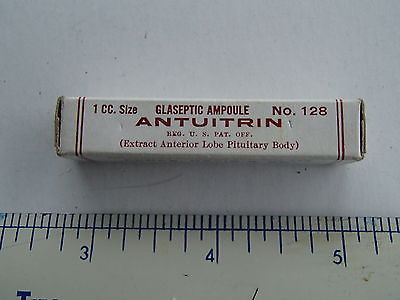 1 CC. Size GLASEPTIC AMPOULE No. 128
ANTUITRIN
REG. U. S. PAT. OFF.
(Extract Anterior Lobe Pituitary Body)
3 4 5